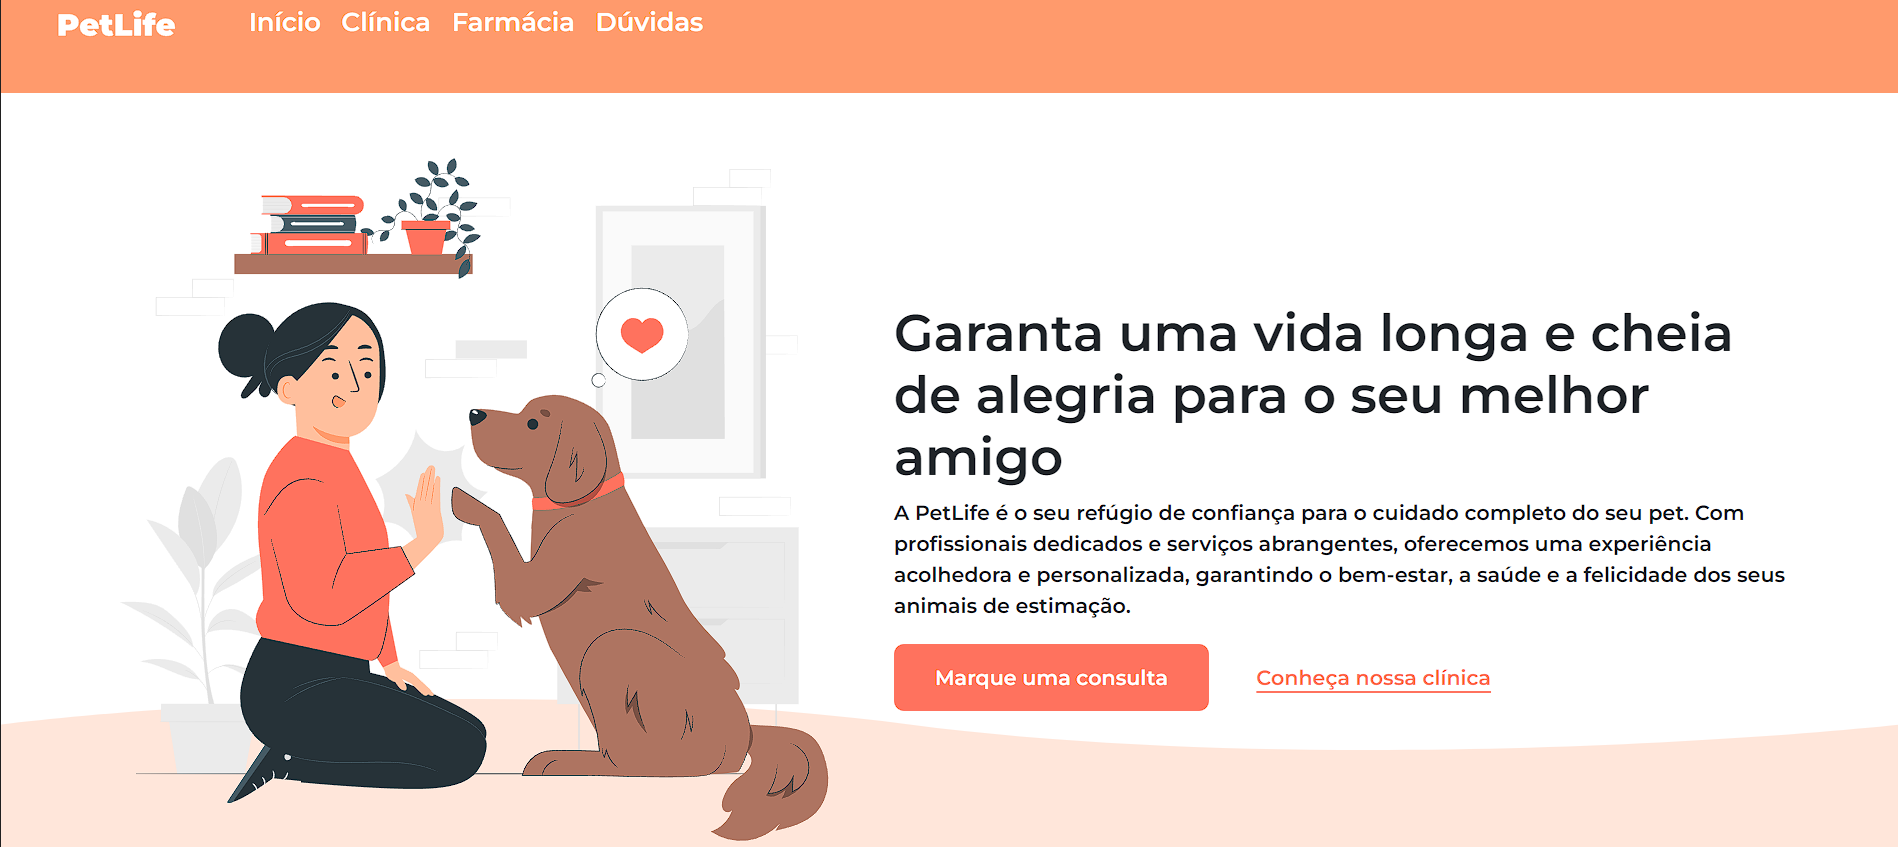 PetLife Início Clínica Farmácia Dúvidas
Garanta uma vida longa e cheia
de alegria para o seu melhor
amigo
A PetLife é o seu refúgio de confiança para o cuidado completo do seu pet. Com
profissionais dedicados e serviços abrangentes, oferecemos uma experiência
acolhedora e personalizada, garantindo o bem-estar, a saúde e a felicidade dos seus
animais de estimação.
Marque uma consulta Conheça nossa clínica